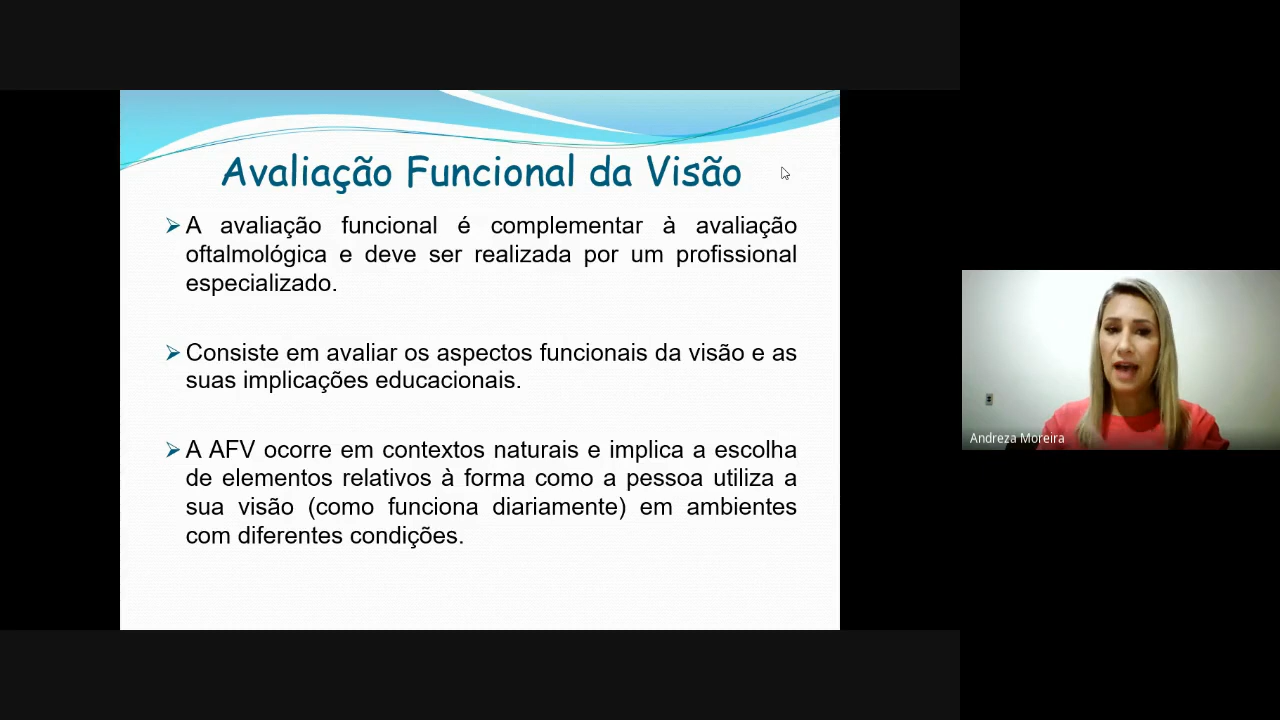 Avaliação Funcional da Visão
A avaliação funcional é complementar à avaliação
oftalmológica e deve ser realizada por um profissional
especializado.
Consiste em avaliar os aspectos funcionais da visão e as
suas implicações educacionais.
A AFV ocorre em contextos naturais e implica a escolha
de elementos relativos à forma como a pessoa utiliza a
sua visão (como funciona diariamente) em ambientes
com diferentes condições.
Andreza Moreira